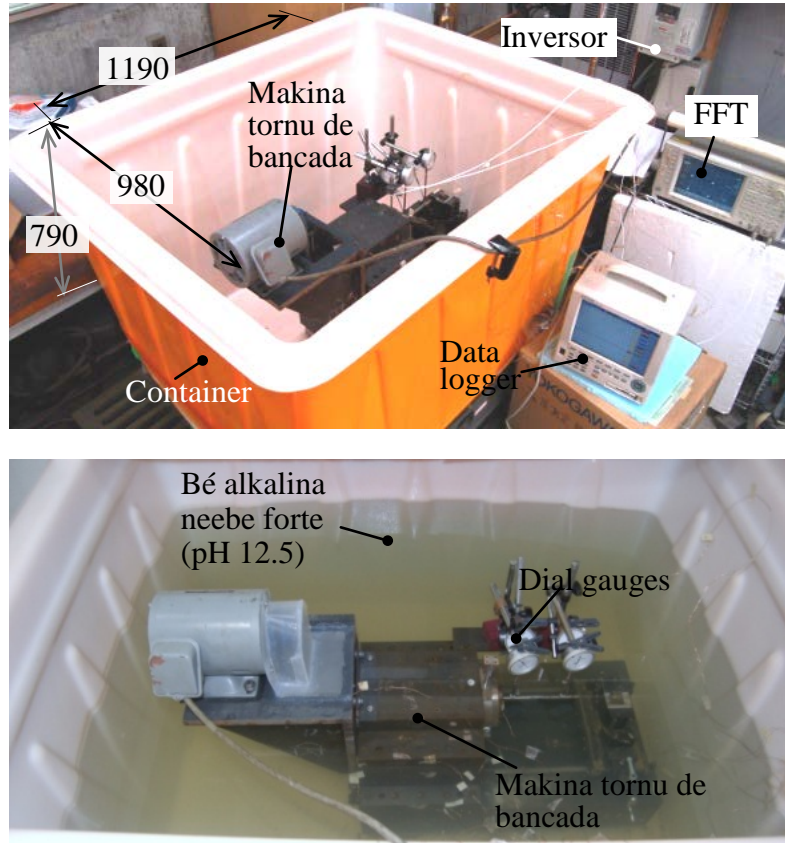 1190
Inversor
Makina
tornu de
bancada
FFT
980
790
Data
logger
Container
OKOGAWA
Bé alkalina
neebe forte
(pH 12.5)
Dial gauges
Makina tornu de
bancada